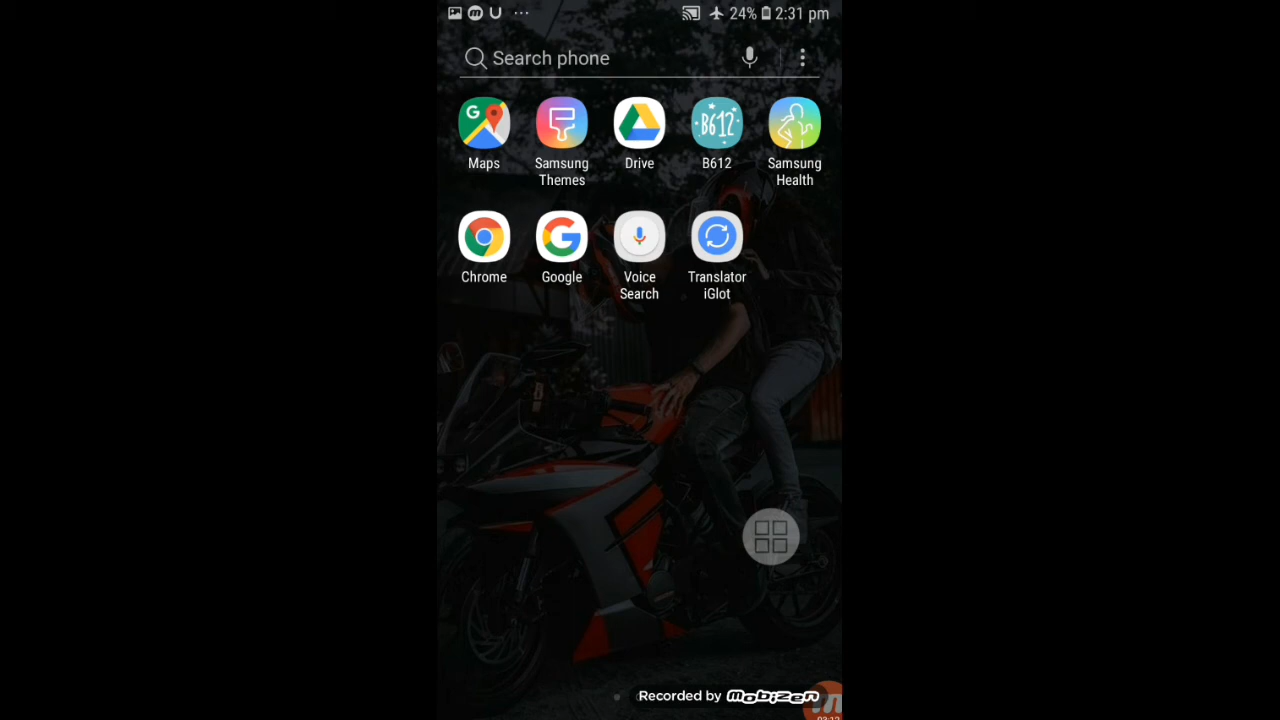 24% 2:31 pm
Search phone
Maps
Samsung Themes
Drive
B612
Samsung Health
Chrome
Google
Voice Search
Translator iGlot
Recorded by Mobizen